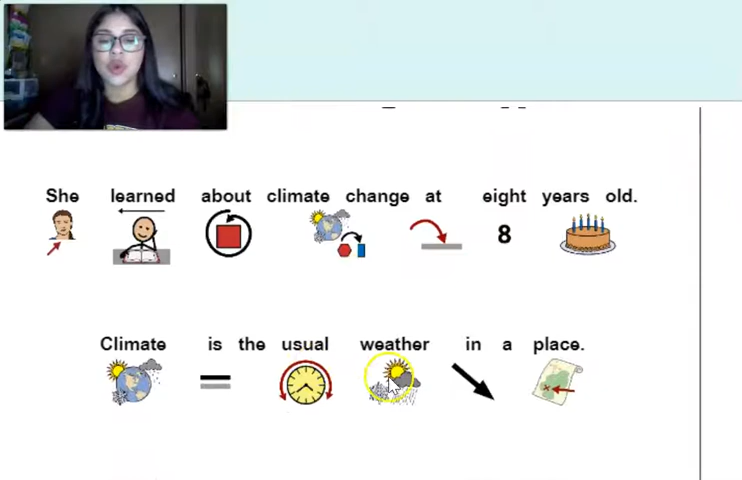 She learned about climate change at eight years old.
8
Climate is the usual weather in a place.